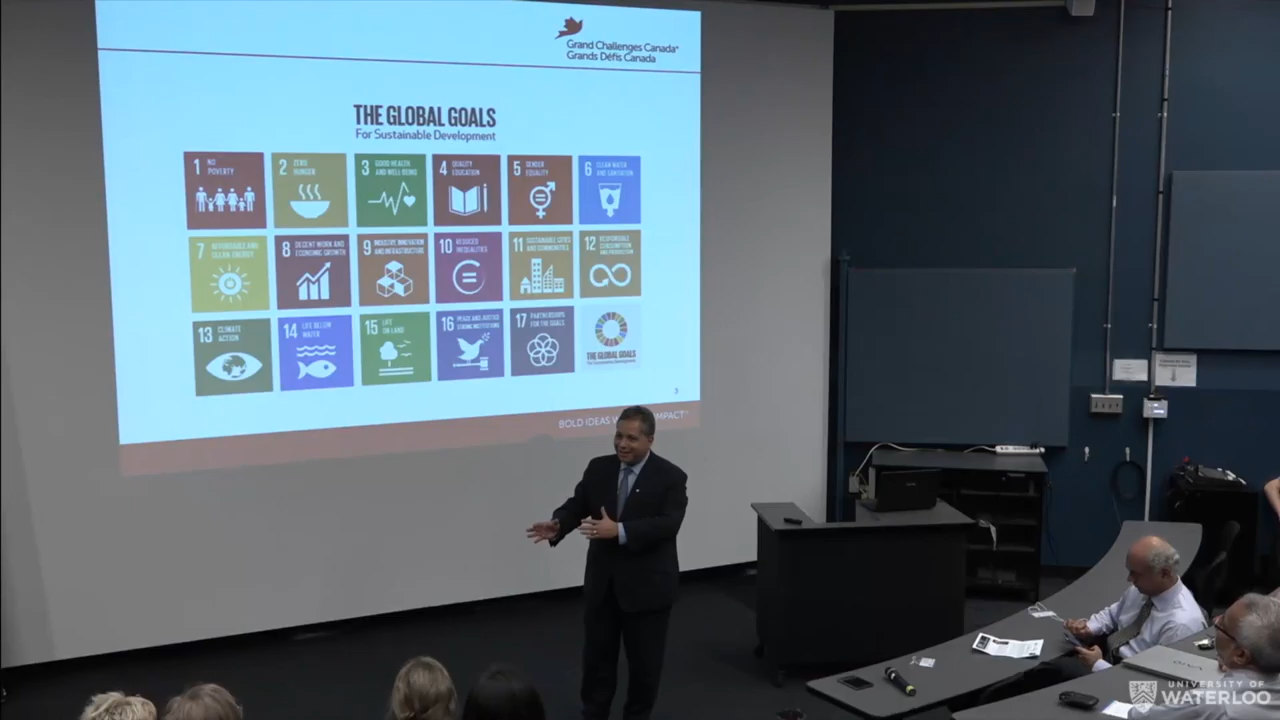 Grand Challenges Canada®
Grands Défis Canada
THE GLOBAL GOALS
For Sustainable Development
1 NO
POVERTY
2 ZERO
HUNGER
3 GOOD HEALTH
AND WELL-BEING
4 QUALITY
EDUCATION
5 GENDER
EQUALITY
6 CLEAN WATER
AND SANITATION
7 AFFORDABLE AND
CLEAN ENERGY
8 DECENT WORK AND
ECONOMIC GROWTH
9 INDUSTRY, INNOVATION
AND INFRASTRUCTURE
10 REDUCED
INEQUALITIES
11 SUSTAINABLE CITIES
AND COMMUNITIES
12 RESPONSIBLE
CONSUMPTION
AND PRODUCTION
13 CLIMATE
ACTION
14 LIFE BELOW
WATER
15 LIFE
ON LAND
16 PEACE AND JUSTICE
STRONG INSTITUTIONS
17 PARTNERSHIPS
FOR THE GOALS
THE GLOBAL GOALS
For Sustainable Development
3
BOLD IDEAS W IMPACT
VAIO
UNIVERSITY OF
WATERLOO